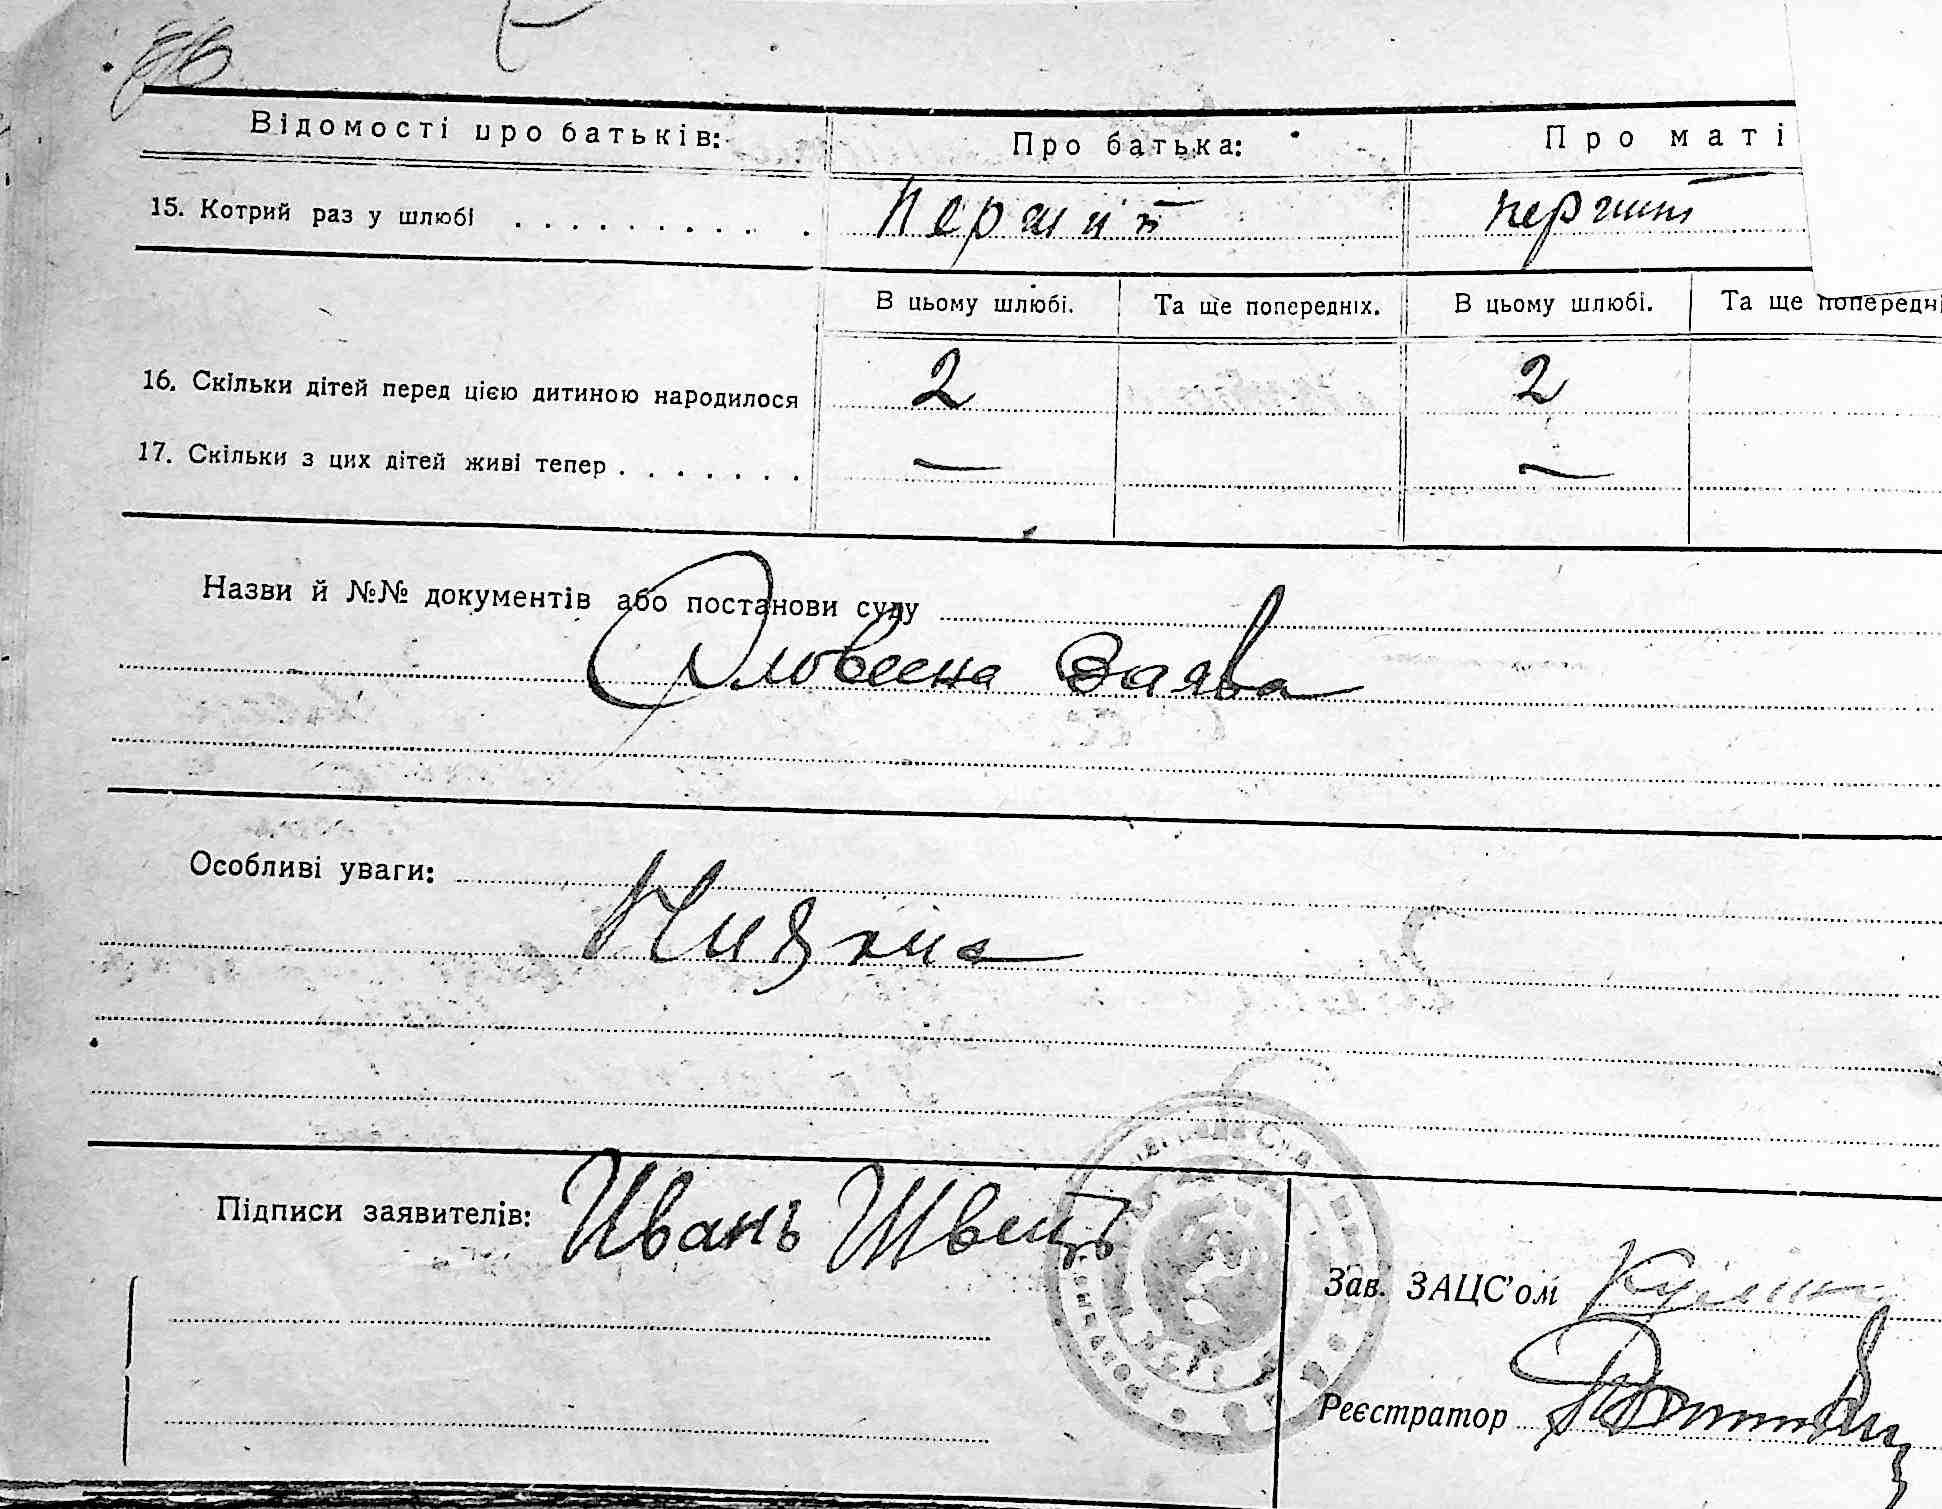 Відомості про батьків: Про батька: Про маті
15. Котрий раз у шлюбі . . . . . . . . . . перший перший
В цьому шлюбі. Та ще попередніх. В цьому шлюбі. Та ще попередні
16. Скільки дітей перед цією дитиною народилося 2 2
17. Скільки з цих дітей живі тепер . . . . . . . — —
Назви й №№ документів або постанови суду
Словесна Заява
Особливі уваги:
Підписи заявителів: Иванъ Швецъ
Зав. ЗАЦС'ом
Реєстратор